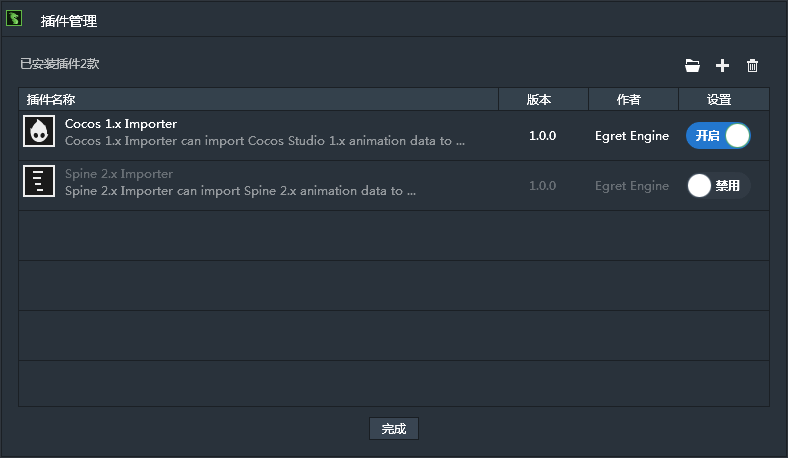 插件管理
已安装插件2款
插件名称 版本 作者 设置
Cocos 1.x Importer
Cocos 1.x Importer can import Cocos Studio 1.x animation data to ...
1.0.0 Egret Engine 开启
Spine 2.x Importer
Spine 2.x Importer can import Spine 2.x animation data to ...
1.0.0 Egret Engine 禁用
完成